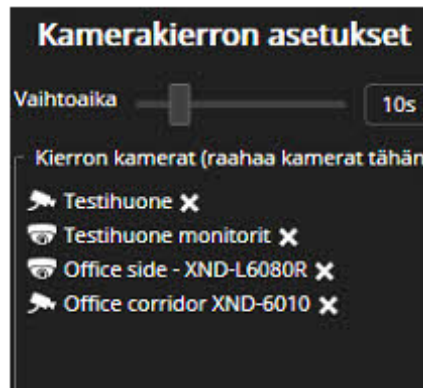 Kamerakierron asetukset
Vaihtoaika 10s
Kierron kamerat (raahaa kamerat tähän
Testihuone
Testihuone monitorit
Office side - XND-L6080R
Office corridor XND-6010